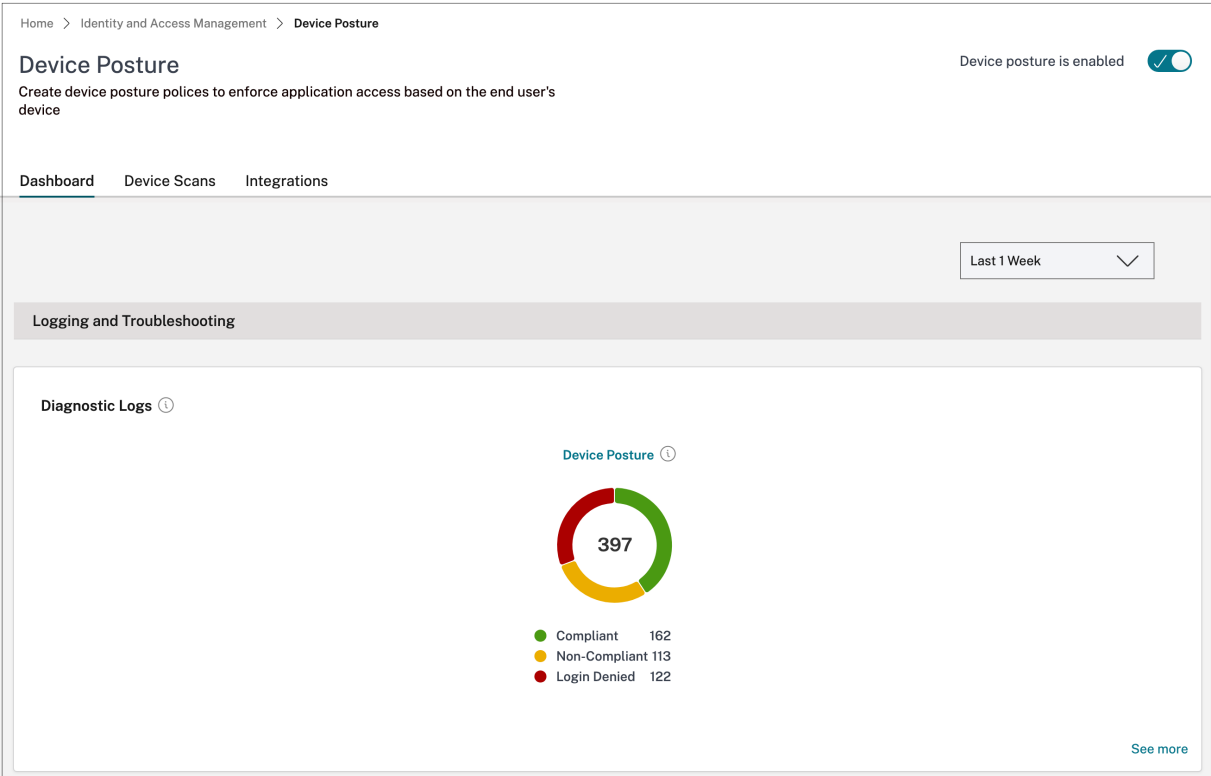 Home > Identity and Access Management > Device Posture
Device Posture
Device posture is enabled
Create device posture polices to enforce application access based on the end user's
device
Dashboard Device Scans Integrations
Last 1 Week
Logging and Troubleshooting
Diagnostic Logs
Device Posture
397
Compliant 162
Non-Compliant 113
Login Denied 122
See more